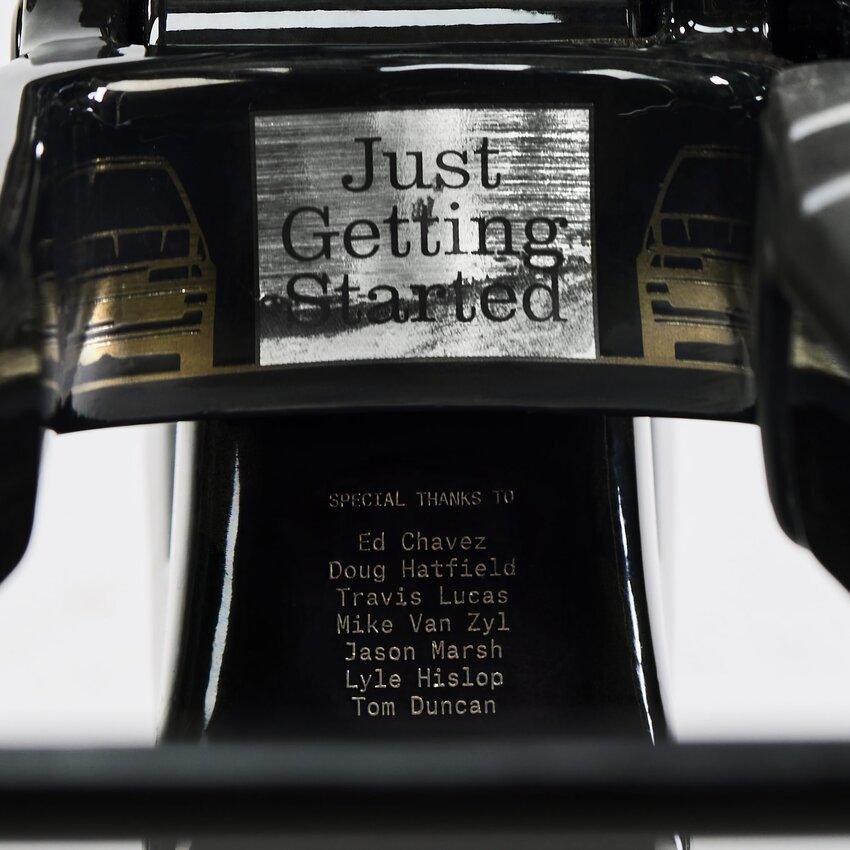 Just
Getting
Started
SPECIAL THANKS TO
Ed Chavez
Doug Hatfield
Travis Lucas
Mike Van Zyl
Jason Marsh
Lyle Hislop
Tom Duncan